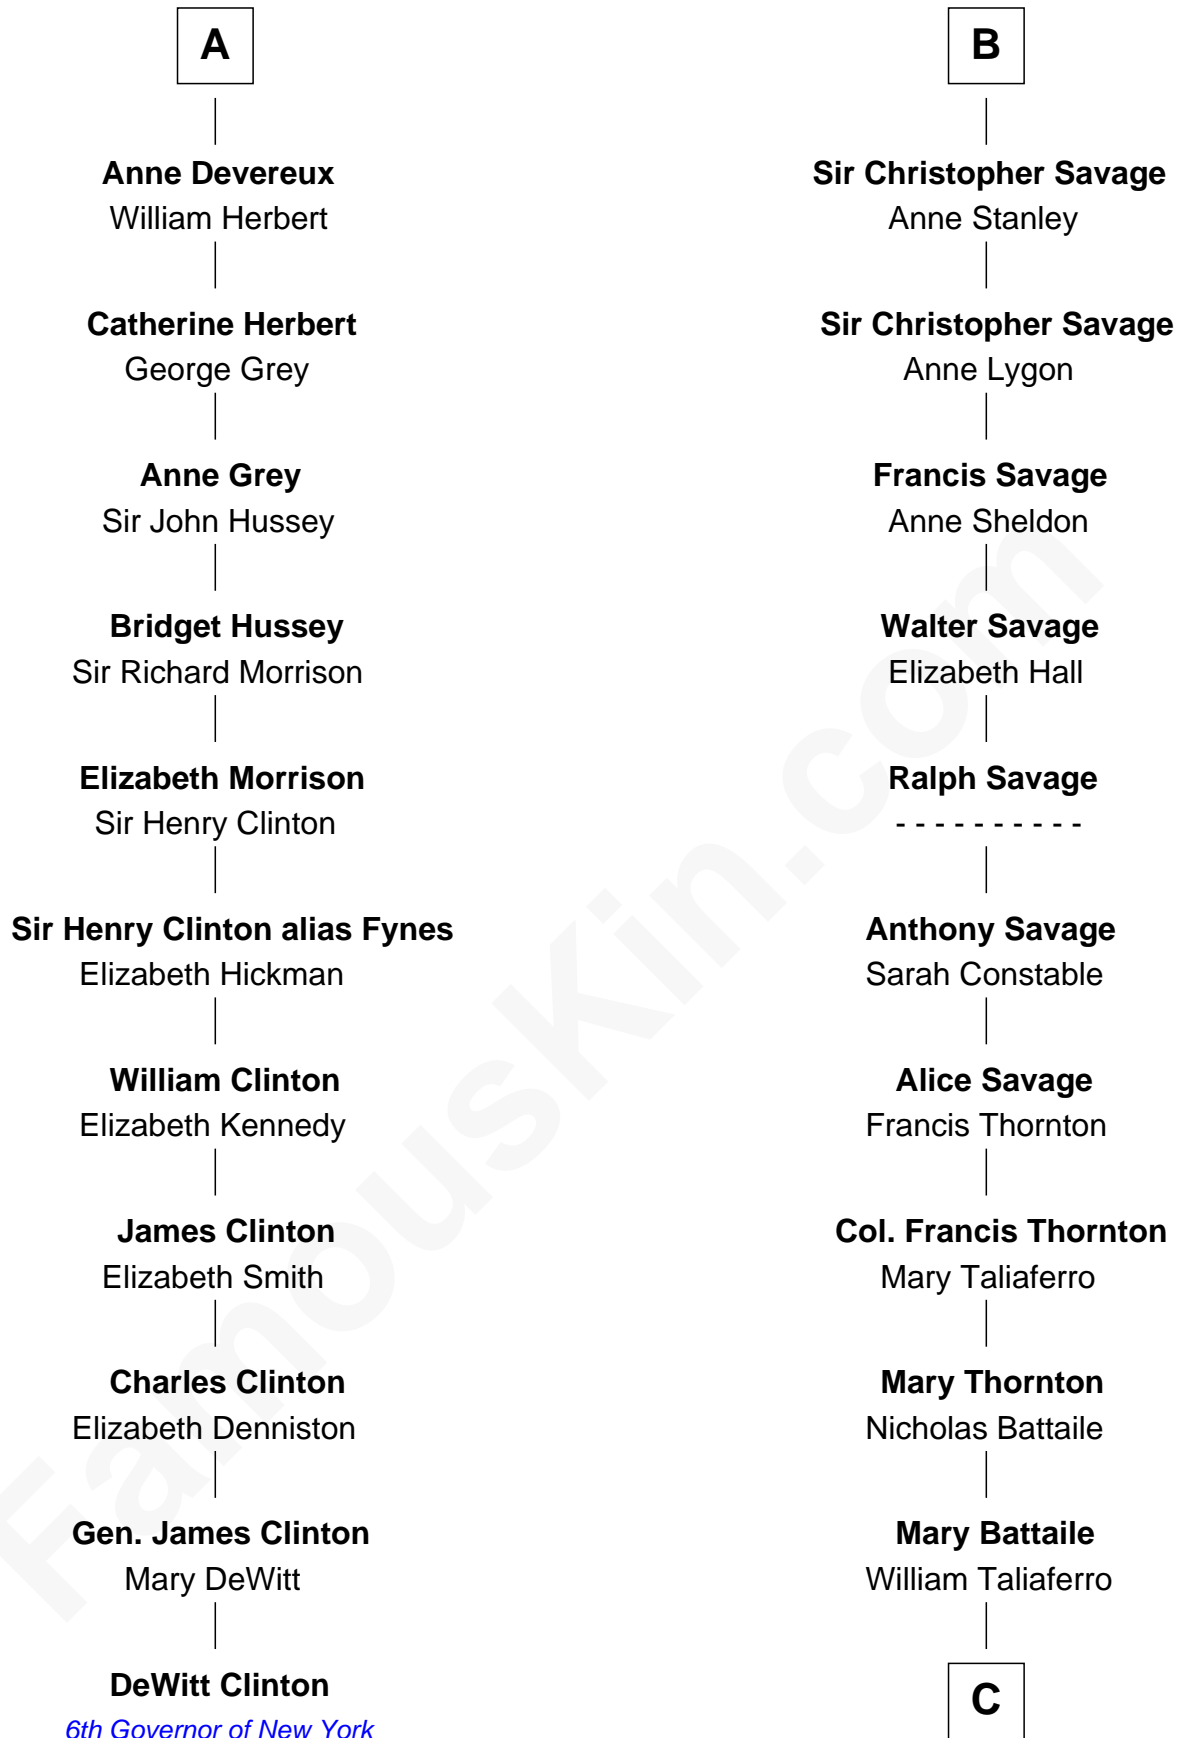 A
Anne Devereux
William Herbert
Catherine Herbert
George Grey
Anne Grey
Sir John Hussey
Bridget Hussey
Sir Richard Morrison
Elizabeth Morrison
Sir Henry Clinton
Sir Henry Clinton alias Fynes
Elizabeth Hickman
William Clinton
Elizabeth Kennedy
James Clinton
Elizabeth Smith
Charles Clinton
Elizabeth Denniston
Gen. James Clinton
Mary DeWitt
DeWitt Clinton
6th Governor of New York
B
Sir Christopher Savage
Anne Stanley
Sir Christopher Savage
Anne Lygon
Francis Savage
Anne Sheldon
Walter Savage
Elizabeth Hall
Ralph Savage
- - - - - - - - - -
Anthony Savage
Sarah Constable
Alice Savage
Francis Thornton
Col. Francis Thornton
Mary Taliaferro
Mary Thornton
Nicholas Battaile
Mary Battaile
William Taliaferro
C
FamousKin.com